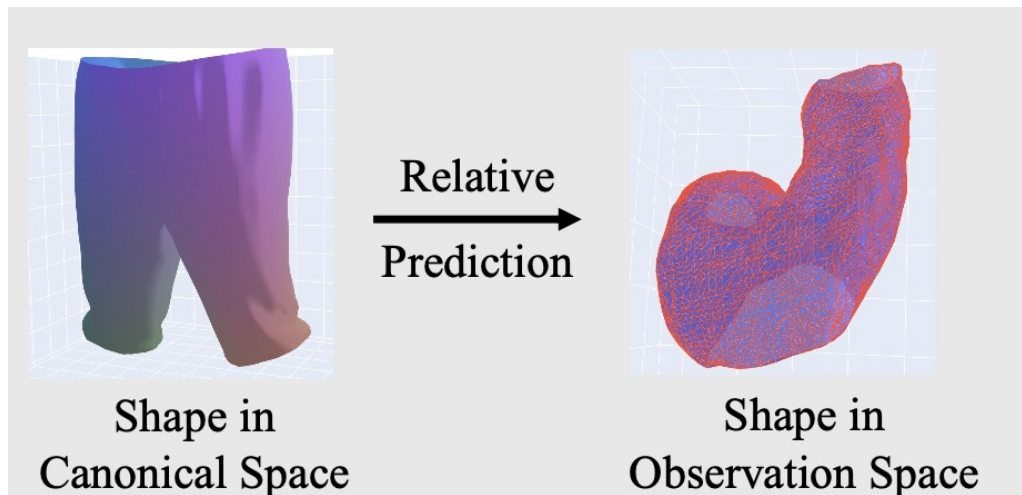 Relative
Prediction
Shape in
Canonical Space
Shape in
Observation Space